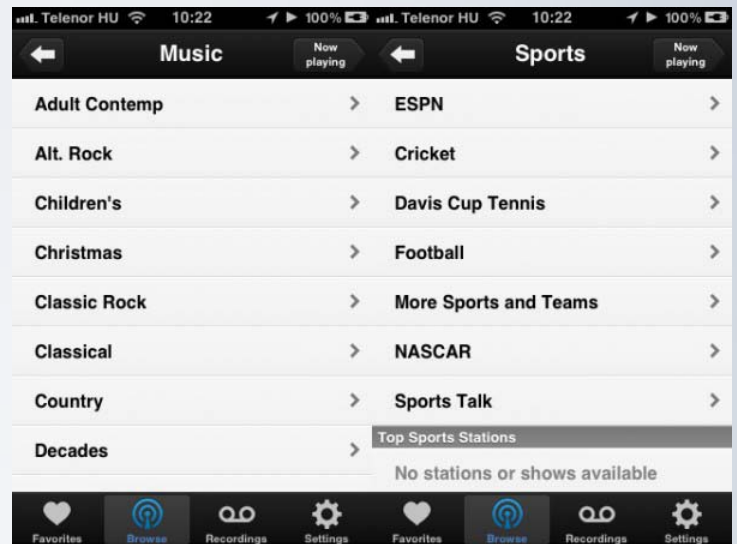 Telenor HU 10:22 100%
Music
Now playing
Adult Contemp
Alt. Rock
Children's
Christmas
Classic Rock
Classical
Country
Decades
Favorites Browse Recordings Settings
Telenor HU 10:22 100%
Sports
Now playing
ESPN
Cricket
Davis Cup Tennis
Football
More Sports and Teams
NASCAR
Sports Talk
Top Sports Stations
No stations or shows available
Favorites Browse Recordings Settings